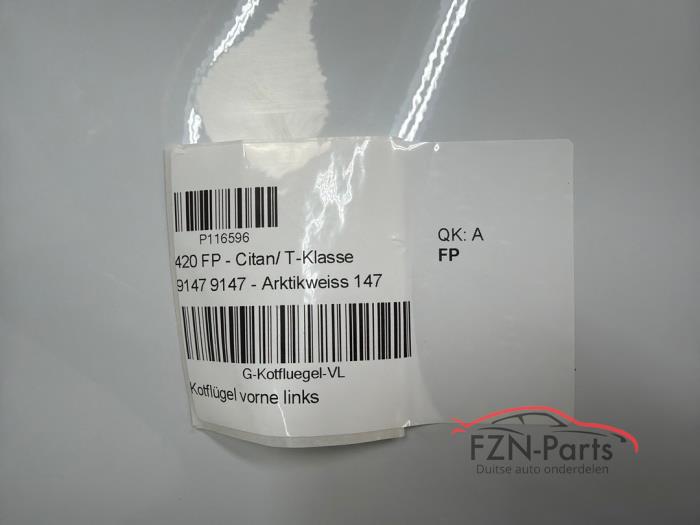 P116596
420 FP - Citan/ T-Klasse
9147 9147 - Arktikweiss 147
G-Kotfluegel-VL
Kotflügel vorne links
QK: A
FP
FZN-Parts
Duitse auto onderdelen